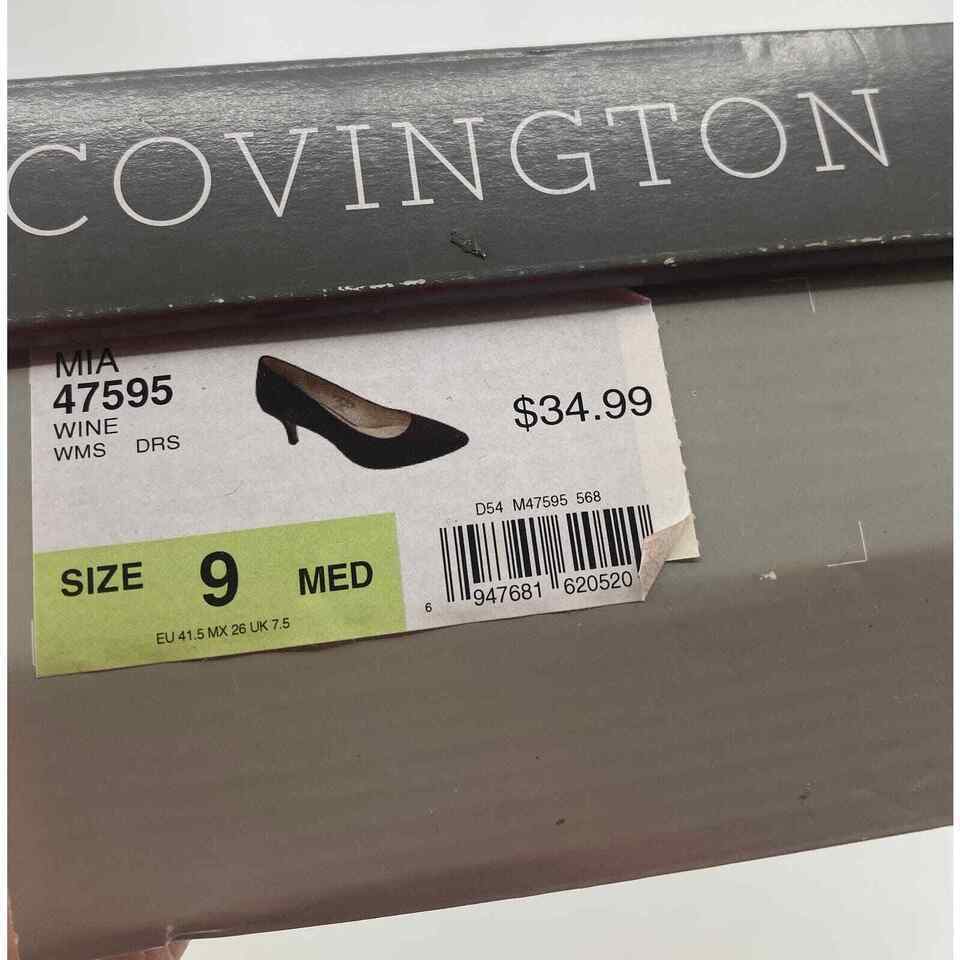 COVINGTON
MIA
47595
WINE
WMS DRS
$34.99
D54 M47595 568
6 947681 620520
SIZE 9 MED
EU 41.5 MX 26 UK 7.5